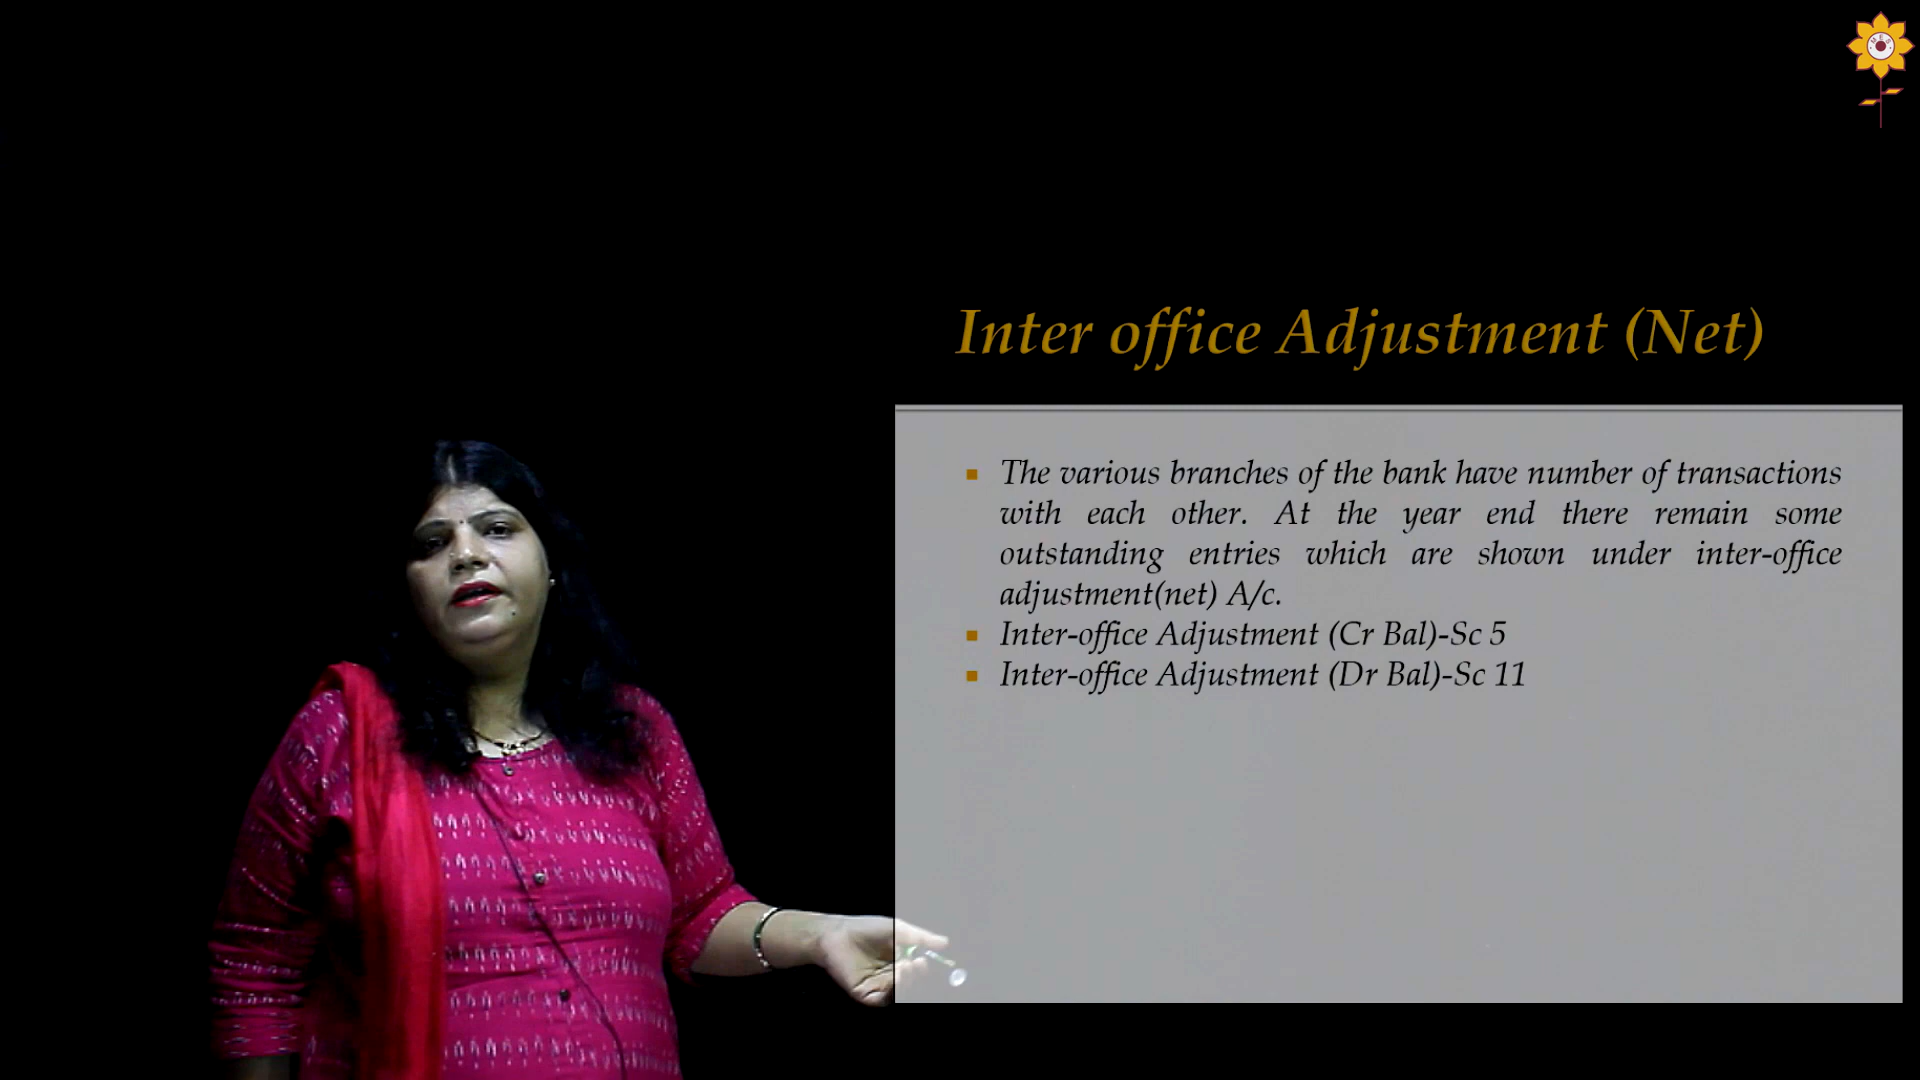 Inter office Adjustment (Net)
The various branches of the bank have number of transactions
with each other. At the year end there remain some
outstanding entries which are shown under inter-office
adjustment(net) A/c.
Inter-office Adjustment (Cr Bal)-Sc 5
Inter-office Adjustment (Dr Bal)-Sc 11